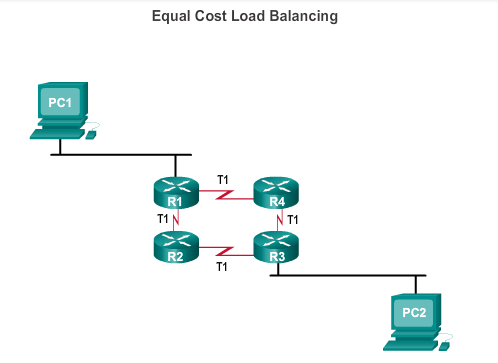 Equal Cost Load Balancing
PC1
T1
R1
R4
T1
T1
R2
R3
T1
PC2